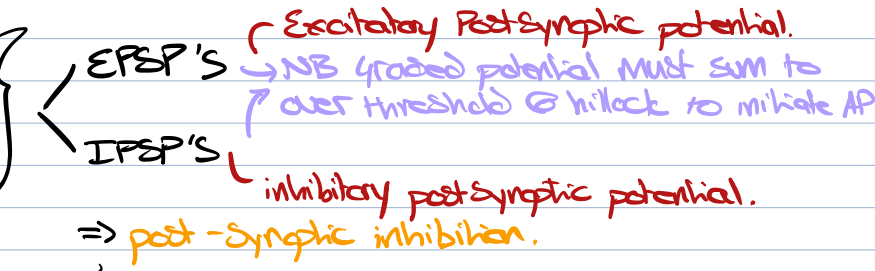 Excitatory Postsynaptic potential.
EPSP'S → NB Graded potential Must sum to
over threshold @ hillock to initiate AP
IPSP'S
inhibitory postsynaptic potential.
⇒ post-synaptic inhibition.